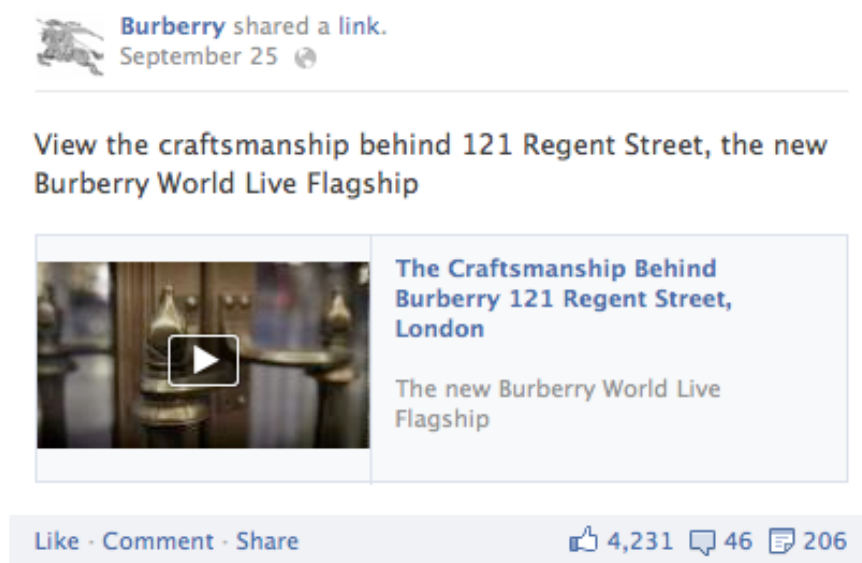 Burberry shared a link.
September 25
View the craftsmanship behind 121 Regent Street, the new
Burberry World Live Flagship
The Craftsmanship Behind
Burberry 121 Regent Street,
London
The new Burberry World Live
Flagship
Like · Comment · Share 4,231 46 206